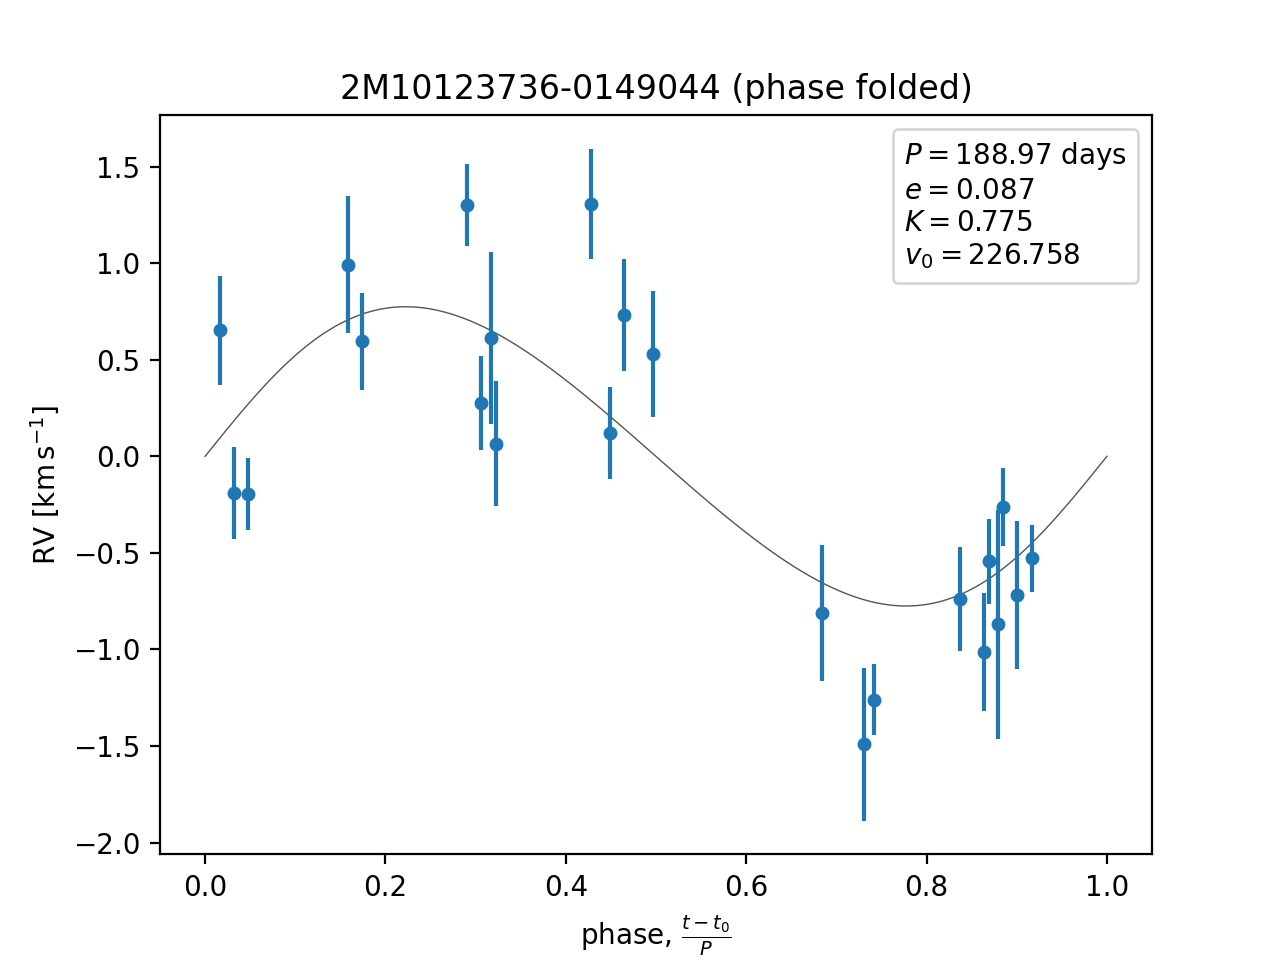 2M10123736-0149044 (phase folded)
P = 188.97 days
e = 0.087
K = 0.775
v₀ = 226.758
RV [km s⁻¹]
1.5
1.0
0.5
0.0
−0.5
−1.0
−1.5
−2.0
0.0 0.2 0.4 0.6 0.8 1.0
phase, (t − t₀)/P